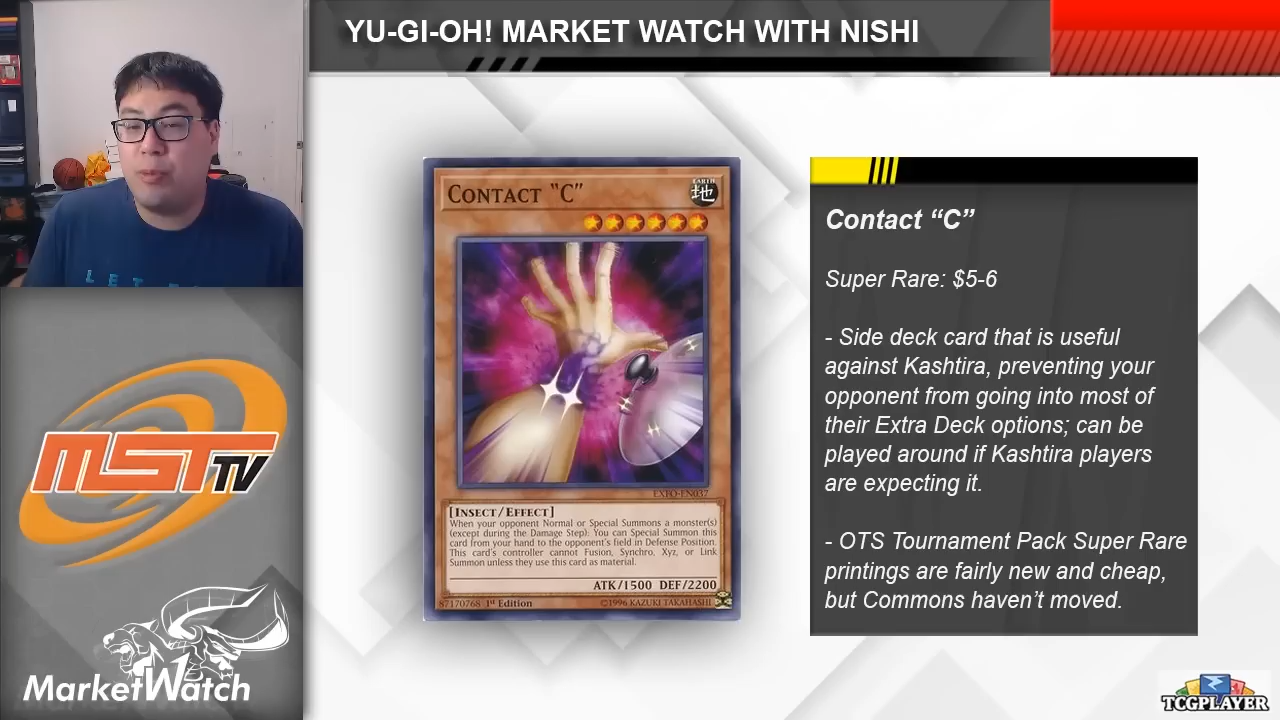 YU-GI-OH! MARKET WATCH WITH NISHI
CONTACT "C"
EARTH
地
EXFO-EN037
[INSECT/EFFECT]
When your opponent Normal or Special Summons a monster(s)
(except during the Damage Step): You can Special Summon this
card from your hand to the opponent's field in Defense Position.
This card's controller cannot Fusion, Synchro, Xyz, or Link
Summon unless they use this card as material.
ATK/1500 DEF/2200
87170768 1st Edition
©1996 KAZUKI TAKAHASHI
Contact “C”
Super Rare: $5-6
- Side deck card that is useful
against Kashtira, preventing your
opponent from going into most of
their Extra Deck options; can be
played around if Kashtira players
are expecting it.
- OTS Tournament Pack Super Rare
printings are fairly new and cheap,
but Commons haven’t moved.
MST TV
MarketWatch
TCGPLAYER